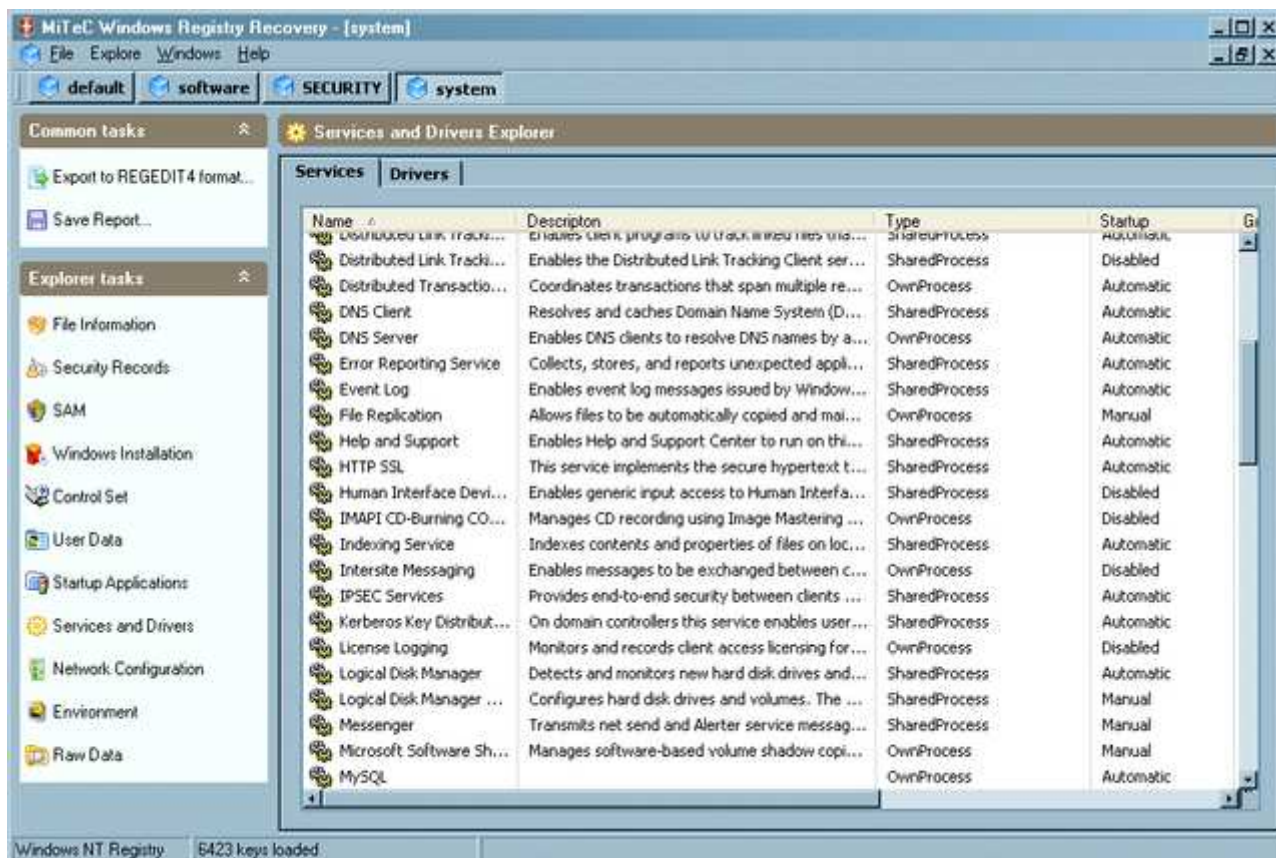 MiTeC Windows Registry Recovery - [system]
File Explore Windows Help
default software SECURITY system
Common tasks
Export to REGEDIT4 format...
Save Report...
Explorer tasks
File Information
Security Records
SAM
Windows Installation
Control Set
User Data
Startup Applications
Services and Drivers
Network Configuration
Environment
Raw Data
Services and Drivers Explorer
Services Drivers
Name Descripton Type Startup
Distributed Link Tracki... Enables client programs to track linked files tha... SharedProcess Automatic
Distributed Link Tracki... Enables the Distributed Link Tracking Client ser... SharedProcess Disabled
Distributed Transactio... Coordinates transactions that span multiple re... OwnProcess Automatic
DNS Client Resolves and caches Domain Name System (D... SharedProcess Automatic
DNS Server Enables DNS clients to resolve DNS names by a... OwnProcess Automatic
Error Reporting Service Collects, stores, and reports unexpected appli... SharedProcess Automatic
Event Log Enables event log messages issued by Window... SharedProcess Automatic
File Replication Allows files to be automatically copied and mai... OwnProcess Manual
Help and Support Enables Help and Support Center to run on thi... SharedProcess Automatic
HTTP SSL This service implements the secure hypertext t... SharedProcess Automatic
Human Interface Devi... Enables generic input access to Human Interfa... SharedProcess Disabled
IMAPI CD-Burning CO... Manages CD recording using Image Mastering ... OwnProcess Disabled
Indexing Service Indexes contents and properties of files on loc... SharedProcess Automatic
Intersite Messaging Enables messages to be exchanged between c... OwnProcess Disabled
IPSEC Services Provides end-to-end security between clients ... SharedProcess Automatic
Kerberos Key Distribut... On domain controllers this service enables user... SharedProcess Automatic
License Logging Monitors and records client access licensing for... OwnProcess Disabled
Logical Disk Manager Detects and monitors new hard disk drives and... SharedProcess Automatic
Logical Disk Manager ... Configures hard disk drives and volumes. The ... SharedProcess Manual
Messenger Transmits net send and Alerter service messag... SharedProcess Manual
Microsoft Software Sh... Manages software-based volume shadow copi... OwnProcess Manual
MySQL OwnProcess Automatic
Windows NT Registry 6423 keys loaded